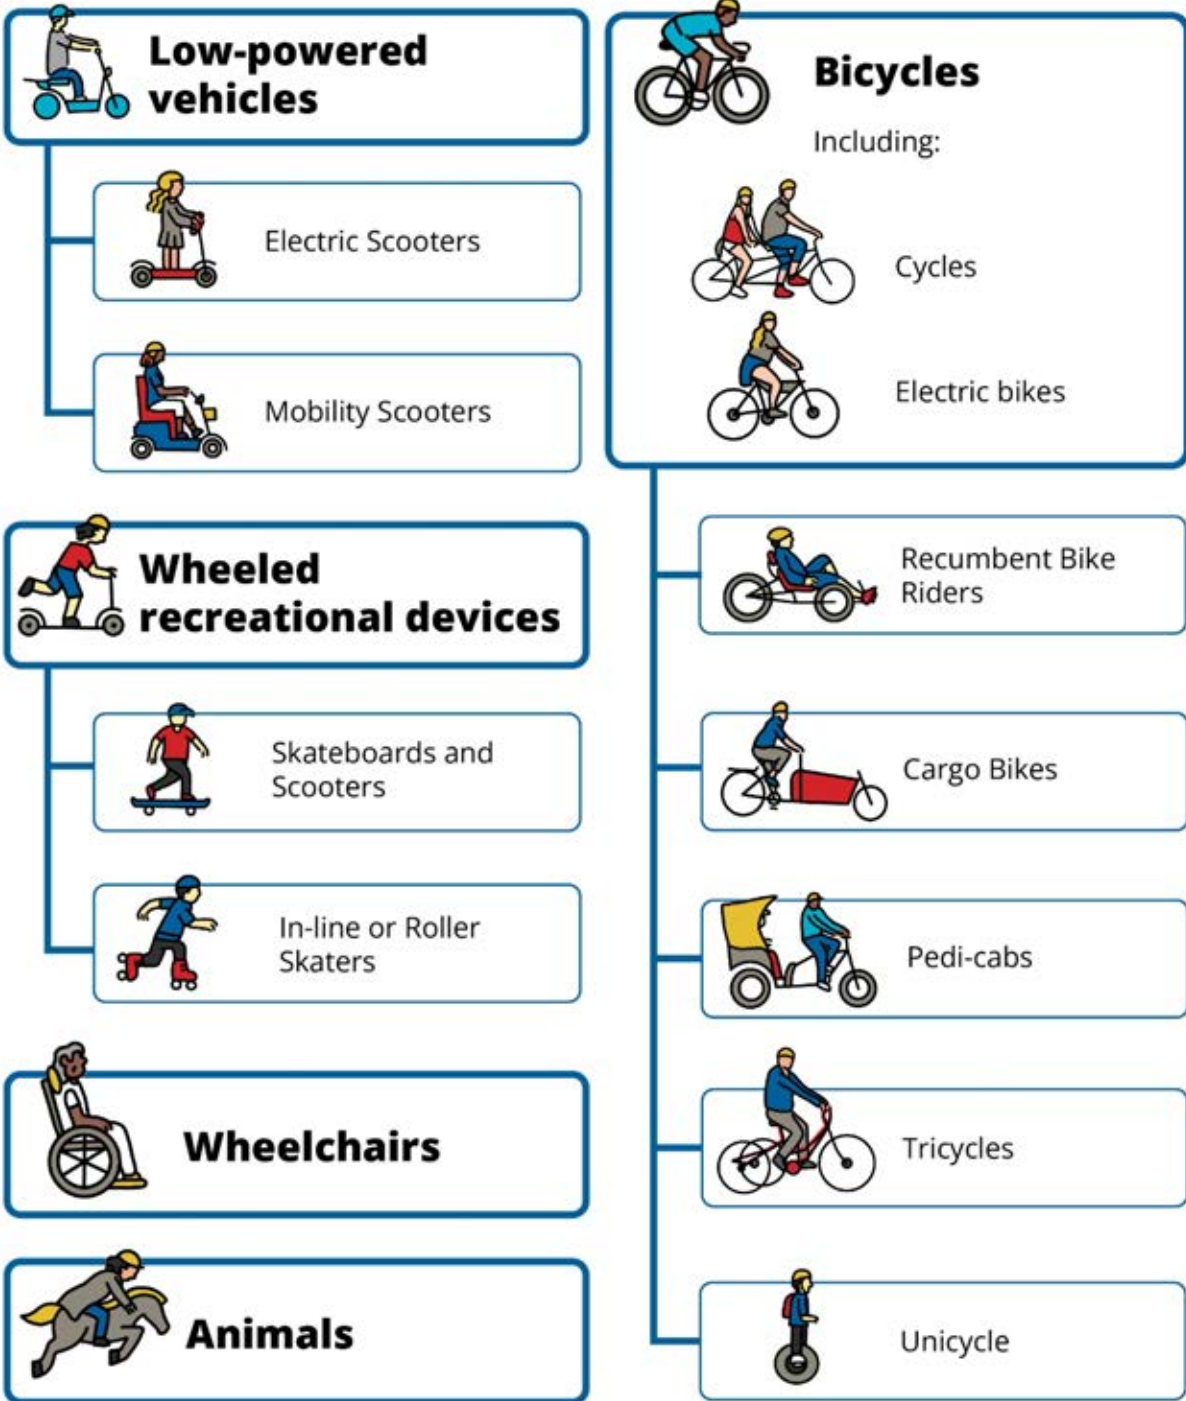 Low-powered
vehicles
Electric Scooters
Mobility Scooters
Wheeled
recreational devices
Skateboards and
Scooters
In-line or Roller
Skaters
Wheelchairs
Animals
Bicycles
Including:
Cycles
Electric bikes
Recumbent Bike
Riders
Cargo Bikes
Pedi-cabs
Tricycles
Unicycle